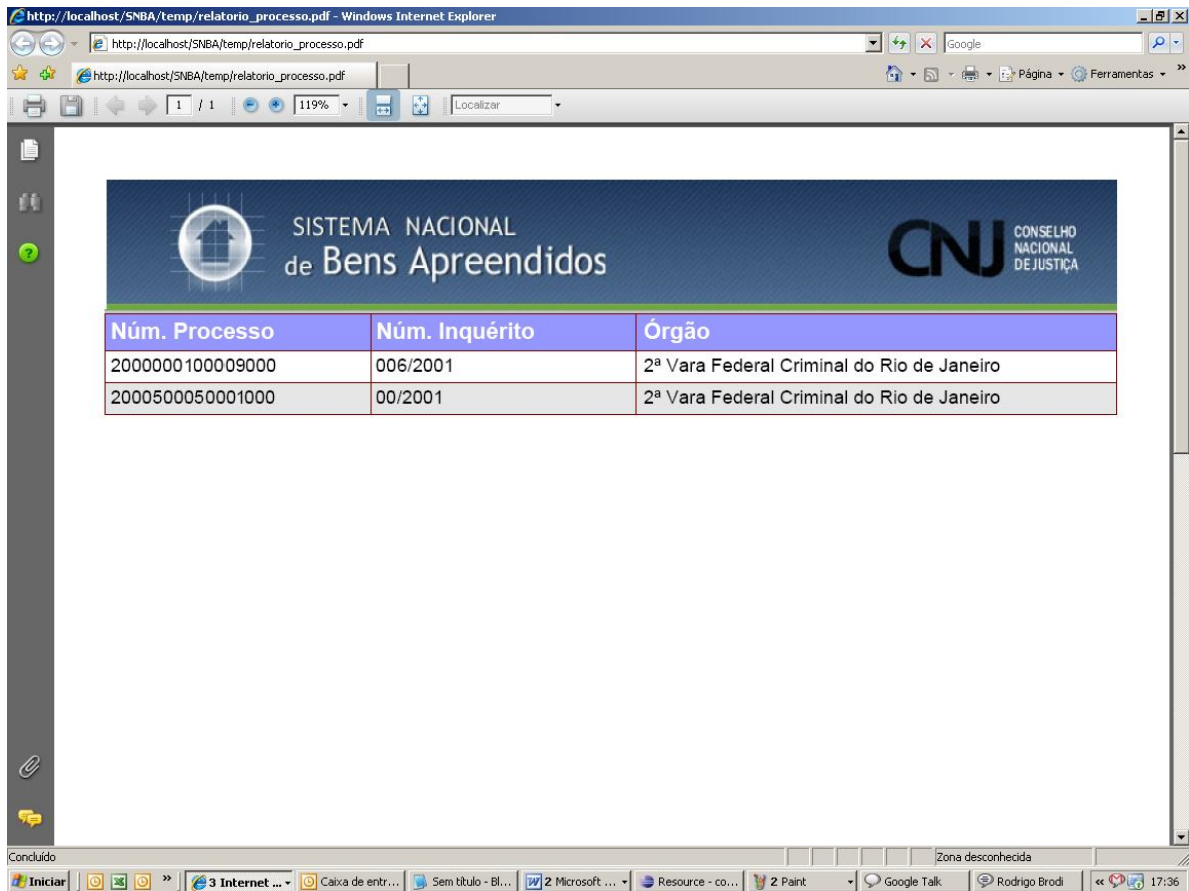 http://localhost/SNBA/temp/relatorio_processo.pdf - Windows Internet Explorer
http://localhost/SNBA/temp/relatorio_processo.pdf
Google
http://localhost/SNBA/temp/relatorio_processo.pdf
Página
Ferramentas
»
1 / 1
119%
Localizar
SISTEMA NACIONAL
de Bens Apreendidos
CNJ
CONSELHO
NACIONAL
DE JUSTIÇA
Núm. Processo Núm. Inquérito Órgão
2000000100009000 006/2001 2ª Vara Federal Criminal do Rio de Janeiro
2000500050001000 00/2001 2ª Vara Federal Criminal do Rio de Janeiro
Concluído
Zona desconhecida
Iniciar » 3 Internet ... Caixa de entr... Sem título - Bl... 2 Microsoft ... Resource - co... 2 Paint Google Talk Rodrigo Brodi « 17:36